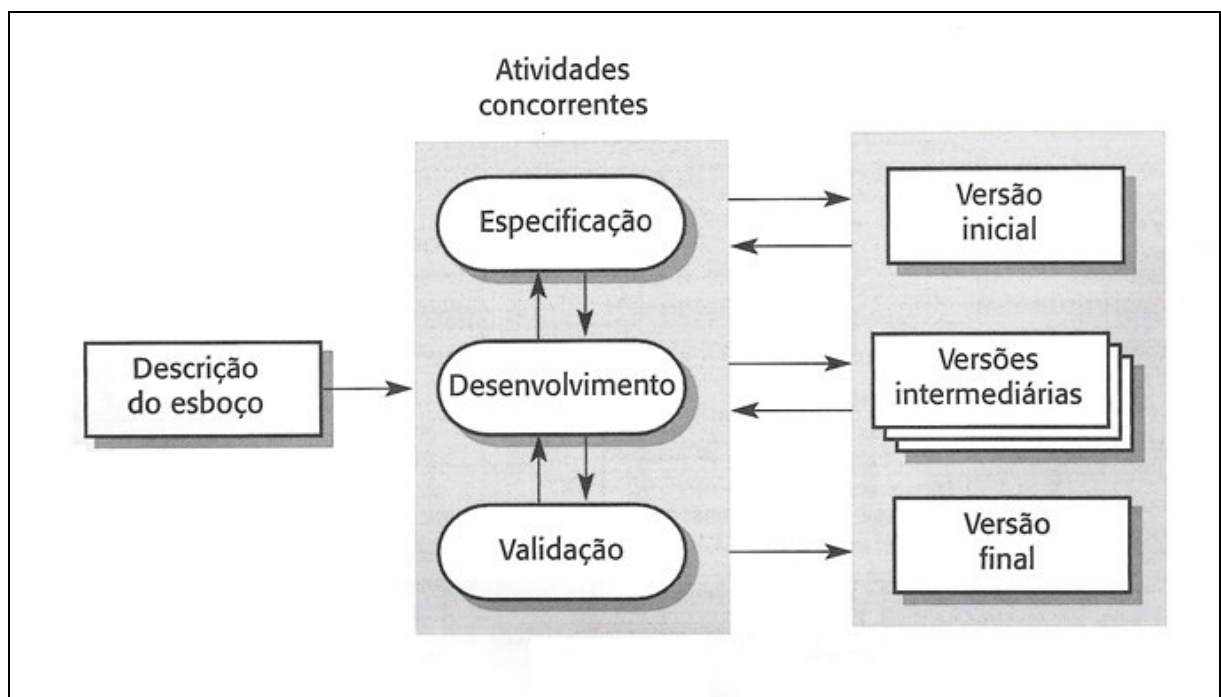 Atividades
concorrentes
Especificação
Versão
inicial
Descrição
do esboço
Desenvolvimento
Versões
intermediárias
Validação
Versão
final